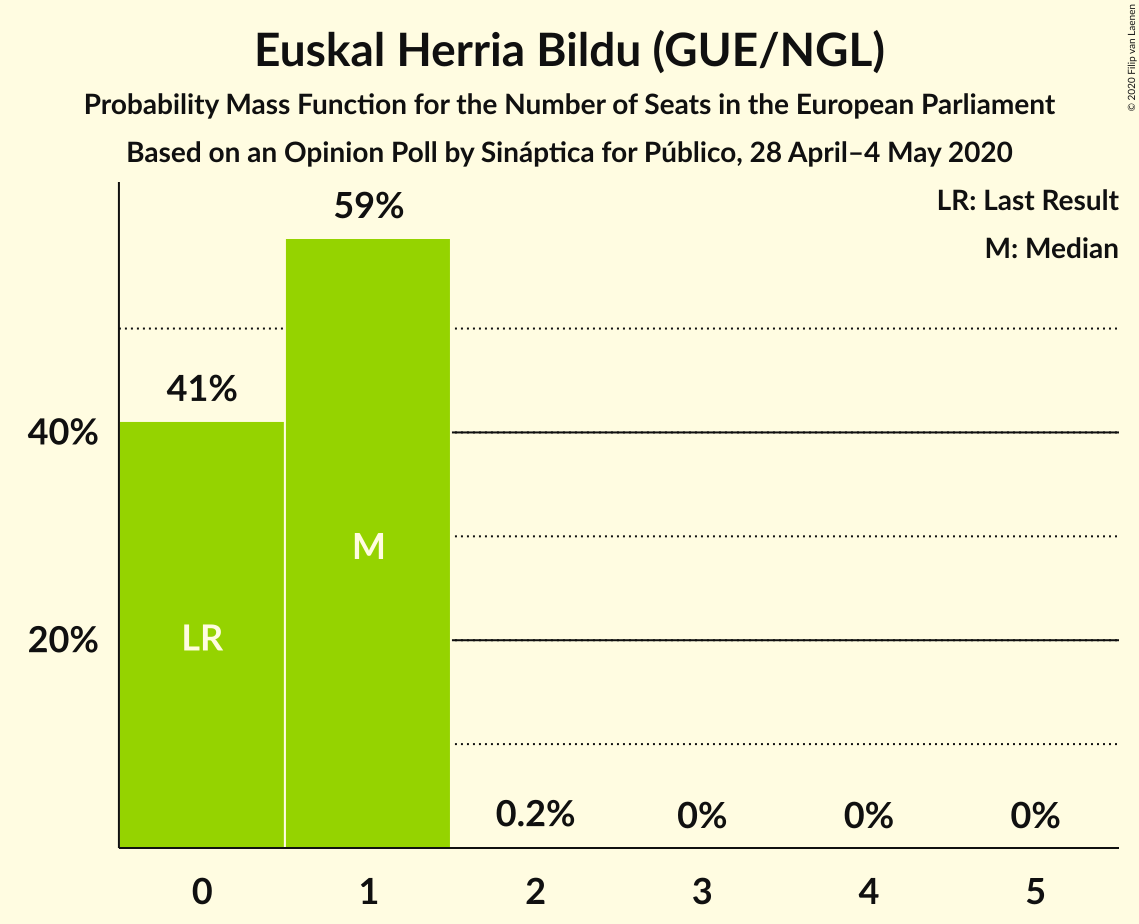 Euskal Herria Bildu (GUE/NGL)
Probability Mass Function for the Number of Seats in the European Parliament
Based on an Opinion Poll by Sináptica for Público, 28 April–4 May 2020
© 2020 Filip van Laenen
LR: Last Result
M: Median
59%
41%
40%
M
LR
20%
0.2%
0%
0%
0%
0
1
2
3
4
5